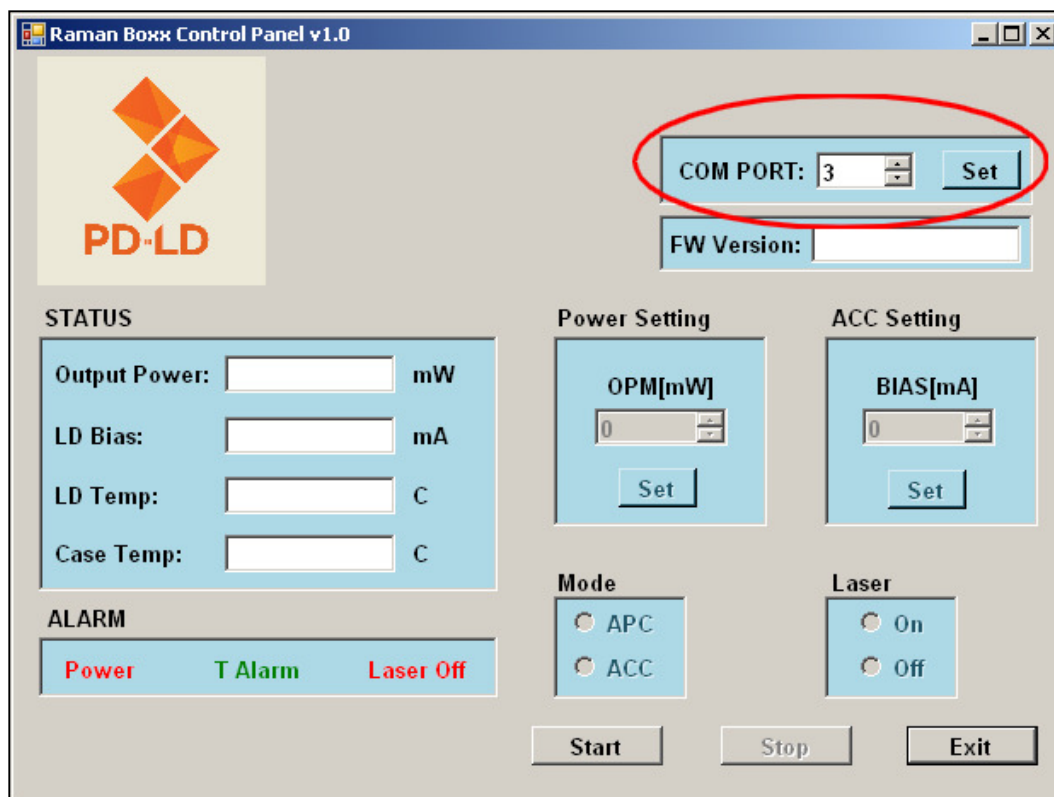 Raman Boxx Control Panel v1.0
PD-LD
COM PORT: 3 Set
FW Version:
STATUS
Output Power: mW
LD Bias: mA
LD Temp: C
Case Temp: C
Power Setting
OPM[mW]
0
Set
ACC Setting
BIAS[mA]
0
Set
ALARM
Power T Alarm Laser Off
Mode
APC
ACC
Laser
On
Off
Start Stop Exit